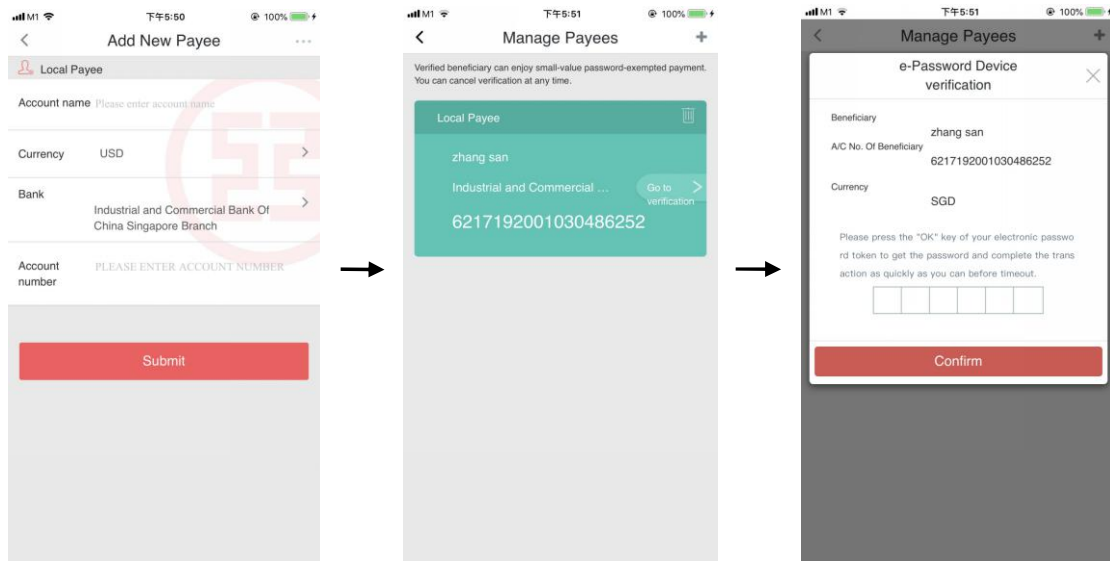 M1 下午5:50 100%
Add New Payee
Local Payee
Account name Please enter account name
Currency USD
Bank
Industrial and Commercial Bank Of
China Singapore Branch
Account
number
PLEASE ENTER ACCOUNT NUMBER
Submit
M1 下午5:51 100%
Manage Payees
Verified beneficiary can enjoy small-value password-exempted payment.
You can cancel verification at any time.
Local Payee
zhang san
Industrial and Commercial ...
Go to
verification
6217192001030486252
M1 下午5:51 100%
Manage Payees
e-Password Device
verification
Beneficiary
zhang san
A/C No. Of Beneficiary
6217192001030486252
Currency
SGD
Please press the "OK" key of your electronic passwo
rd token to get the password and complete the trans
action as quickly as you can before timeout.
Confirm